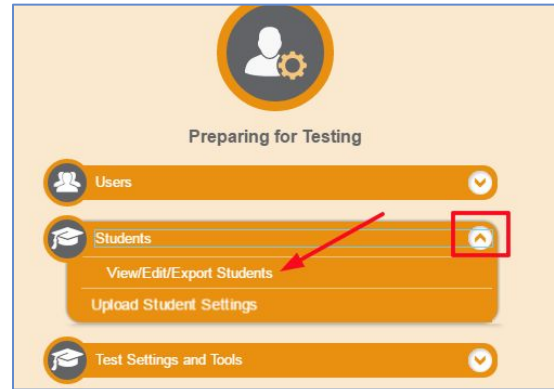 Preparing for Testing
Users
Students
View/Edit/Export Students
Upload Student Settings
Test Settings and Tools